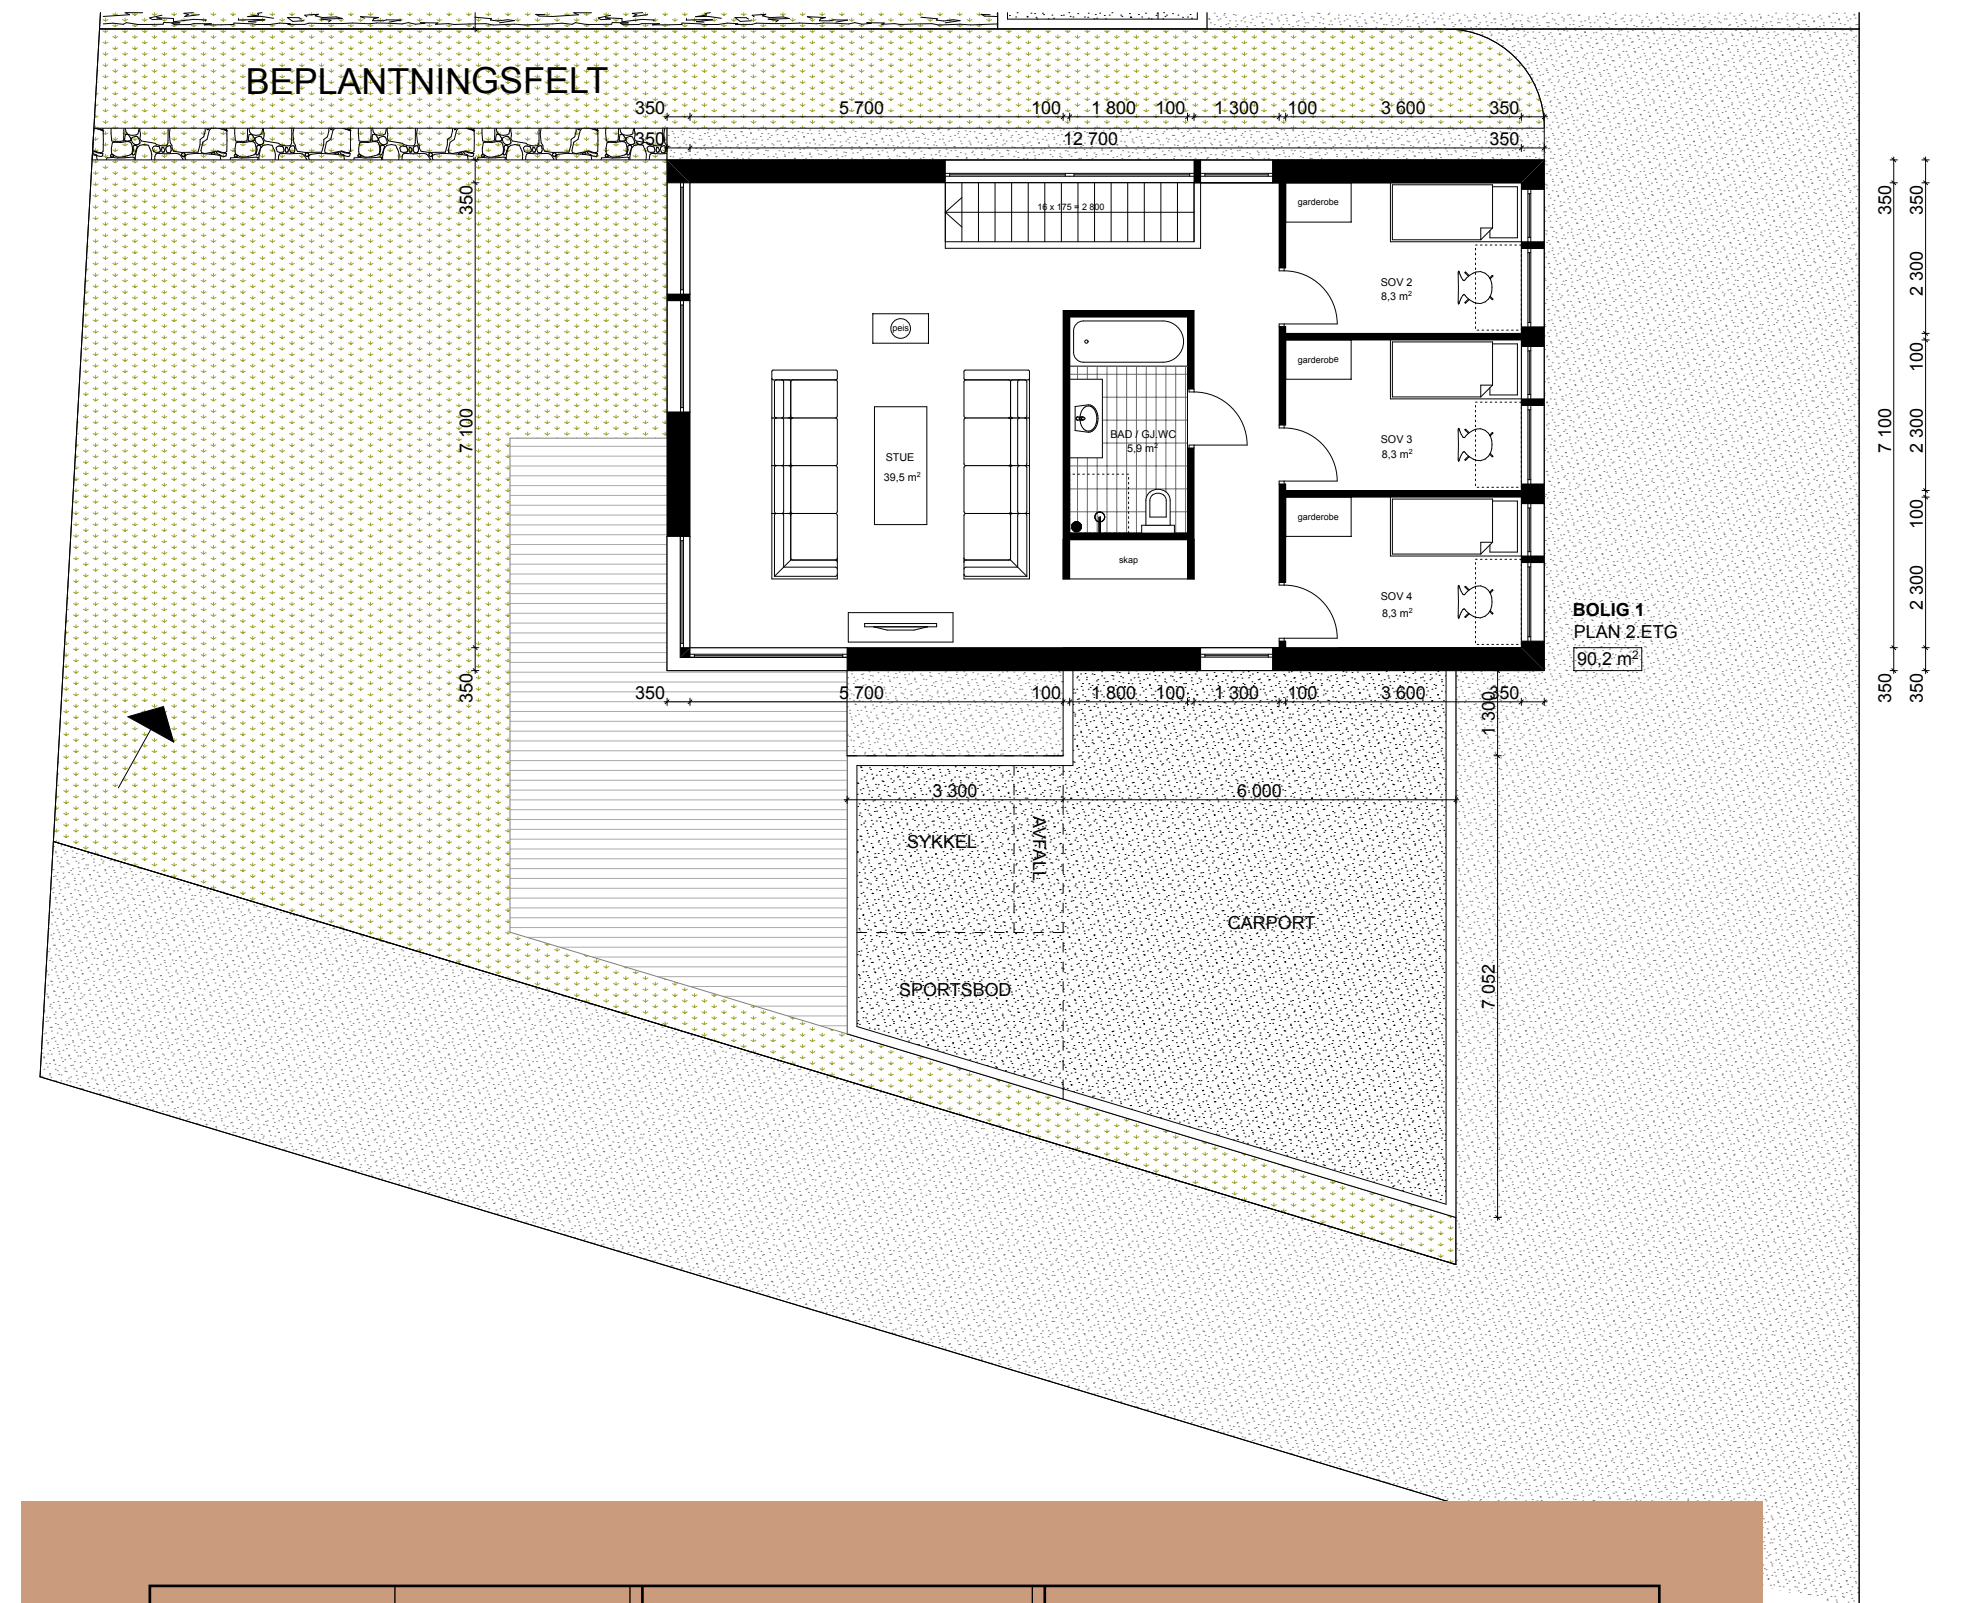 BEPLANTNINGSFELT
350 5 700 100 1 800 100 1 300 100 3 600 350
350 12 700 350
350
7 100
350
16 x 175 = 2 800
garderobe
SOV 2
8,3 m²
peis
garderobe
SOV 3
8,3 m²
STUE
39,5 m²
BAD / GJ.WC
5,9 m²
garderobe
skap
SOV 4
8,3 m²
BOLIG 1
PLAN 2.ETG
90,2 m²
350
7 100
350
350
2 300
100
2 300
100
2 300
350
350 5 700 100 1 800 100 1 300 100 3 600 350
1 300
3 300 6 000
SYKKEL
AVFALL
CARPORT
SPORTSBOD
7 052